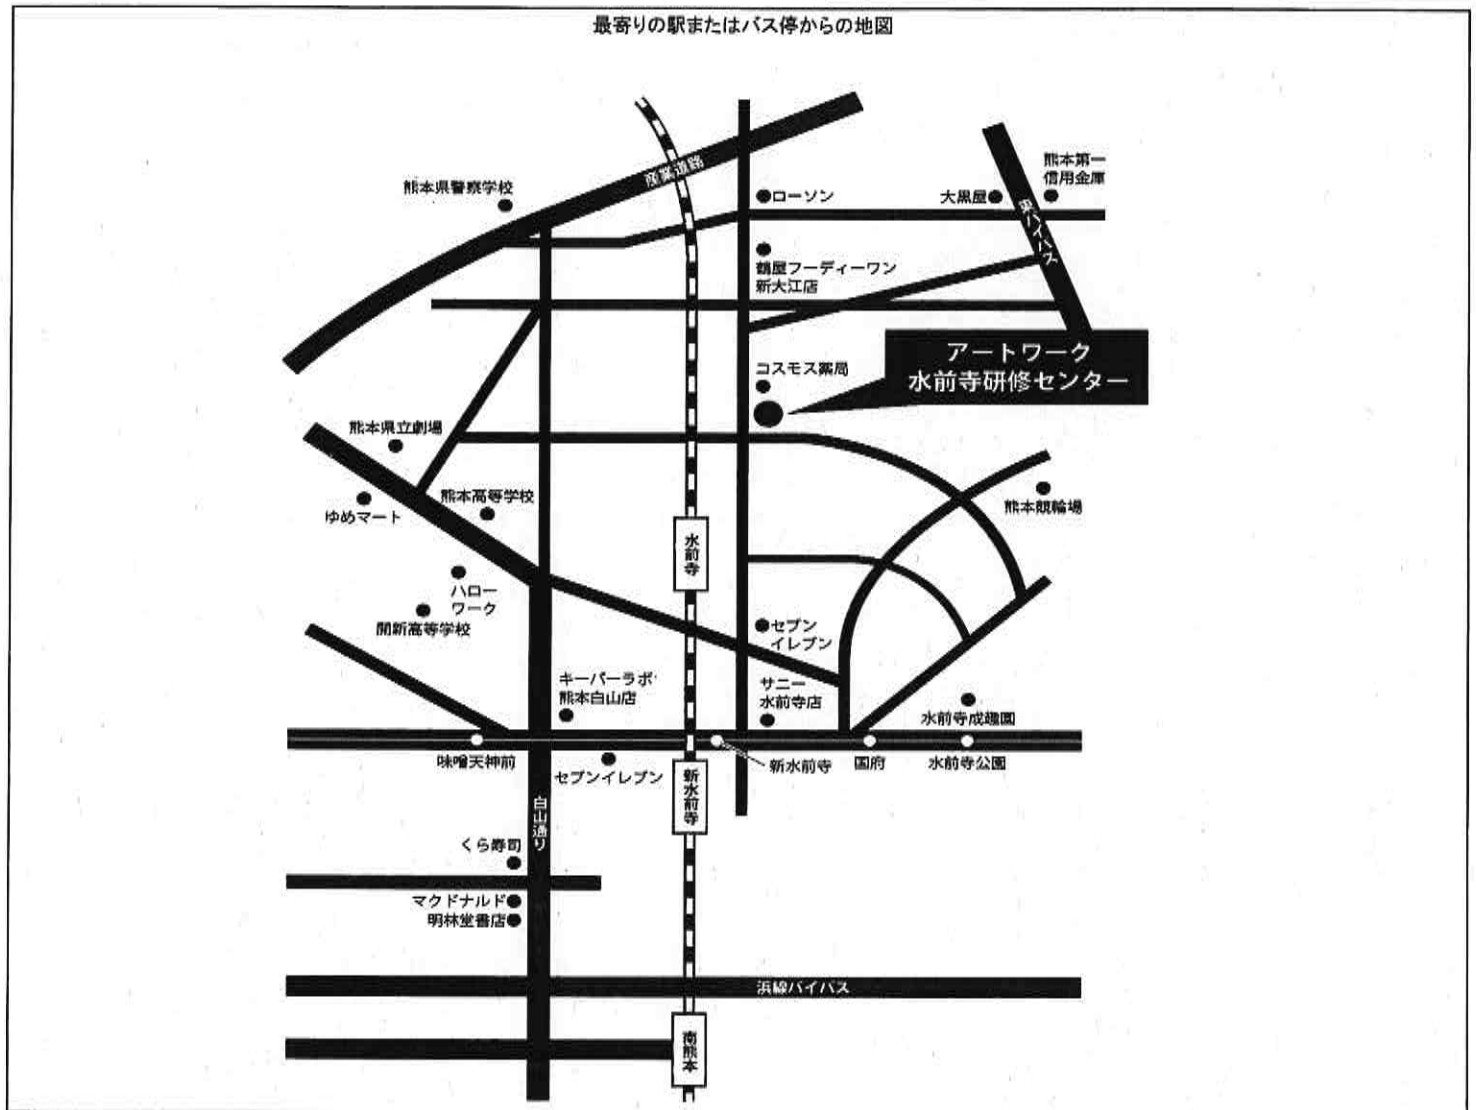 最寄りの駅またはバス停からの地図
産業道路
熊本県警察学校
ローソン
大黒屋
熊本第一
信用金庫
東バイパス
鶴屋フーディーワン
新大江店
アートワーク
水前寺研修センター
コスモス薬局
熊本県立劇場
熊本高等学校
ゆめマート
熊本競輪場
水前寺
ハロー
ワーク
開新高等学校
セブン
イレブン
キーパーラボ
熊本白山店
サニー
水前寺店
水前寺成趣園
味噌天神前
セブンイレブン
新水前寺
新水前寺
国府
水前寺公園
白山通り
くら寿司
マクドナルド
明林堂書店
浜線バイパス
南熊本